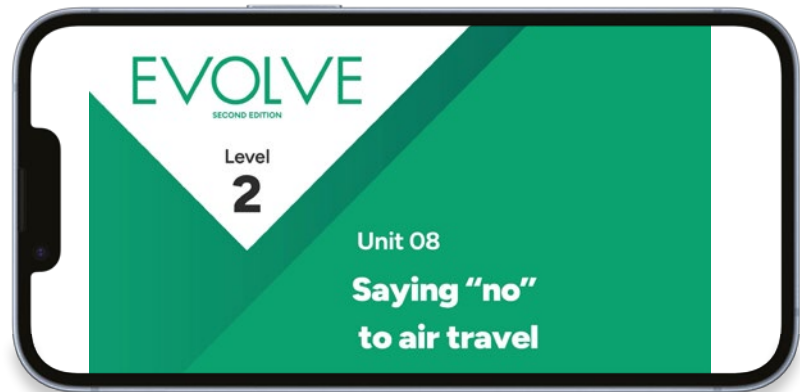 EVOLVE
SECOND EDITION
Level
2
Unit 08
Saying “no”
to air travel